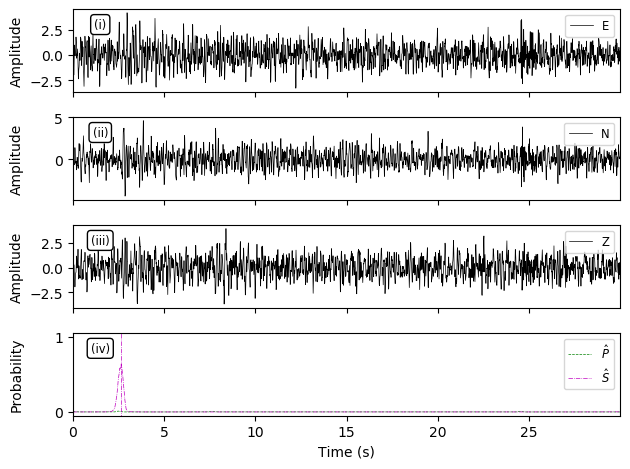 Amplitude
2.5
0.0
−2.5
(i)
E
Amplitude
5
0
(ii)
N
Amplitude
2.5
0.0
−2.5
(iii)
Z
Probability
1
0
(iv)
P̂
Ŝ
0 5 10 15 20 25
Time (s)